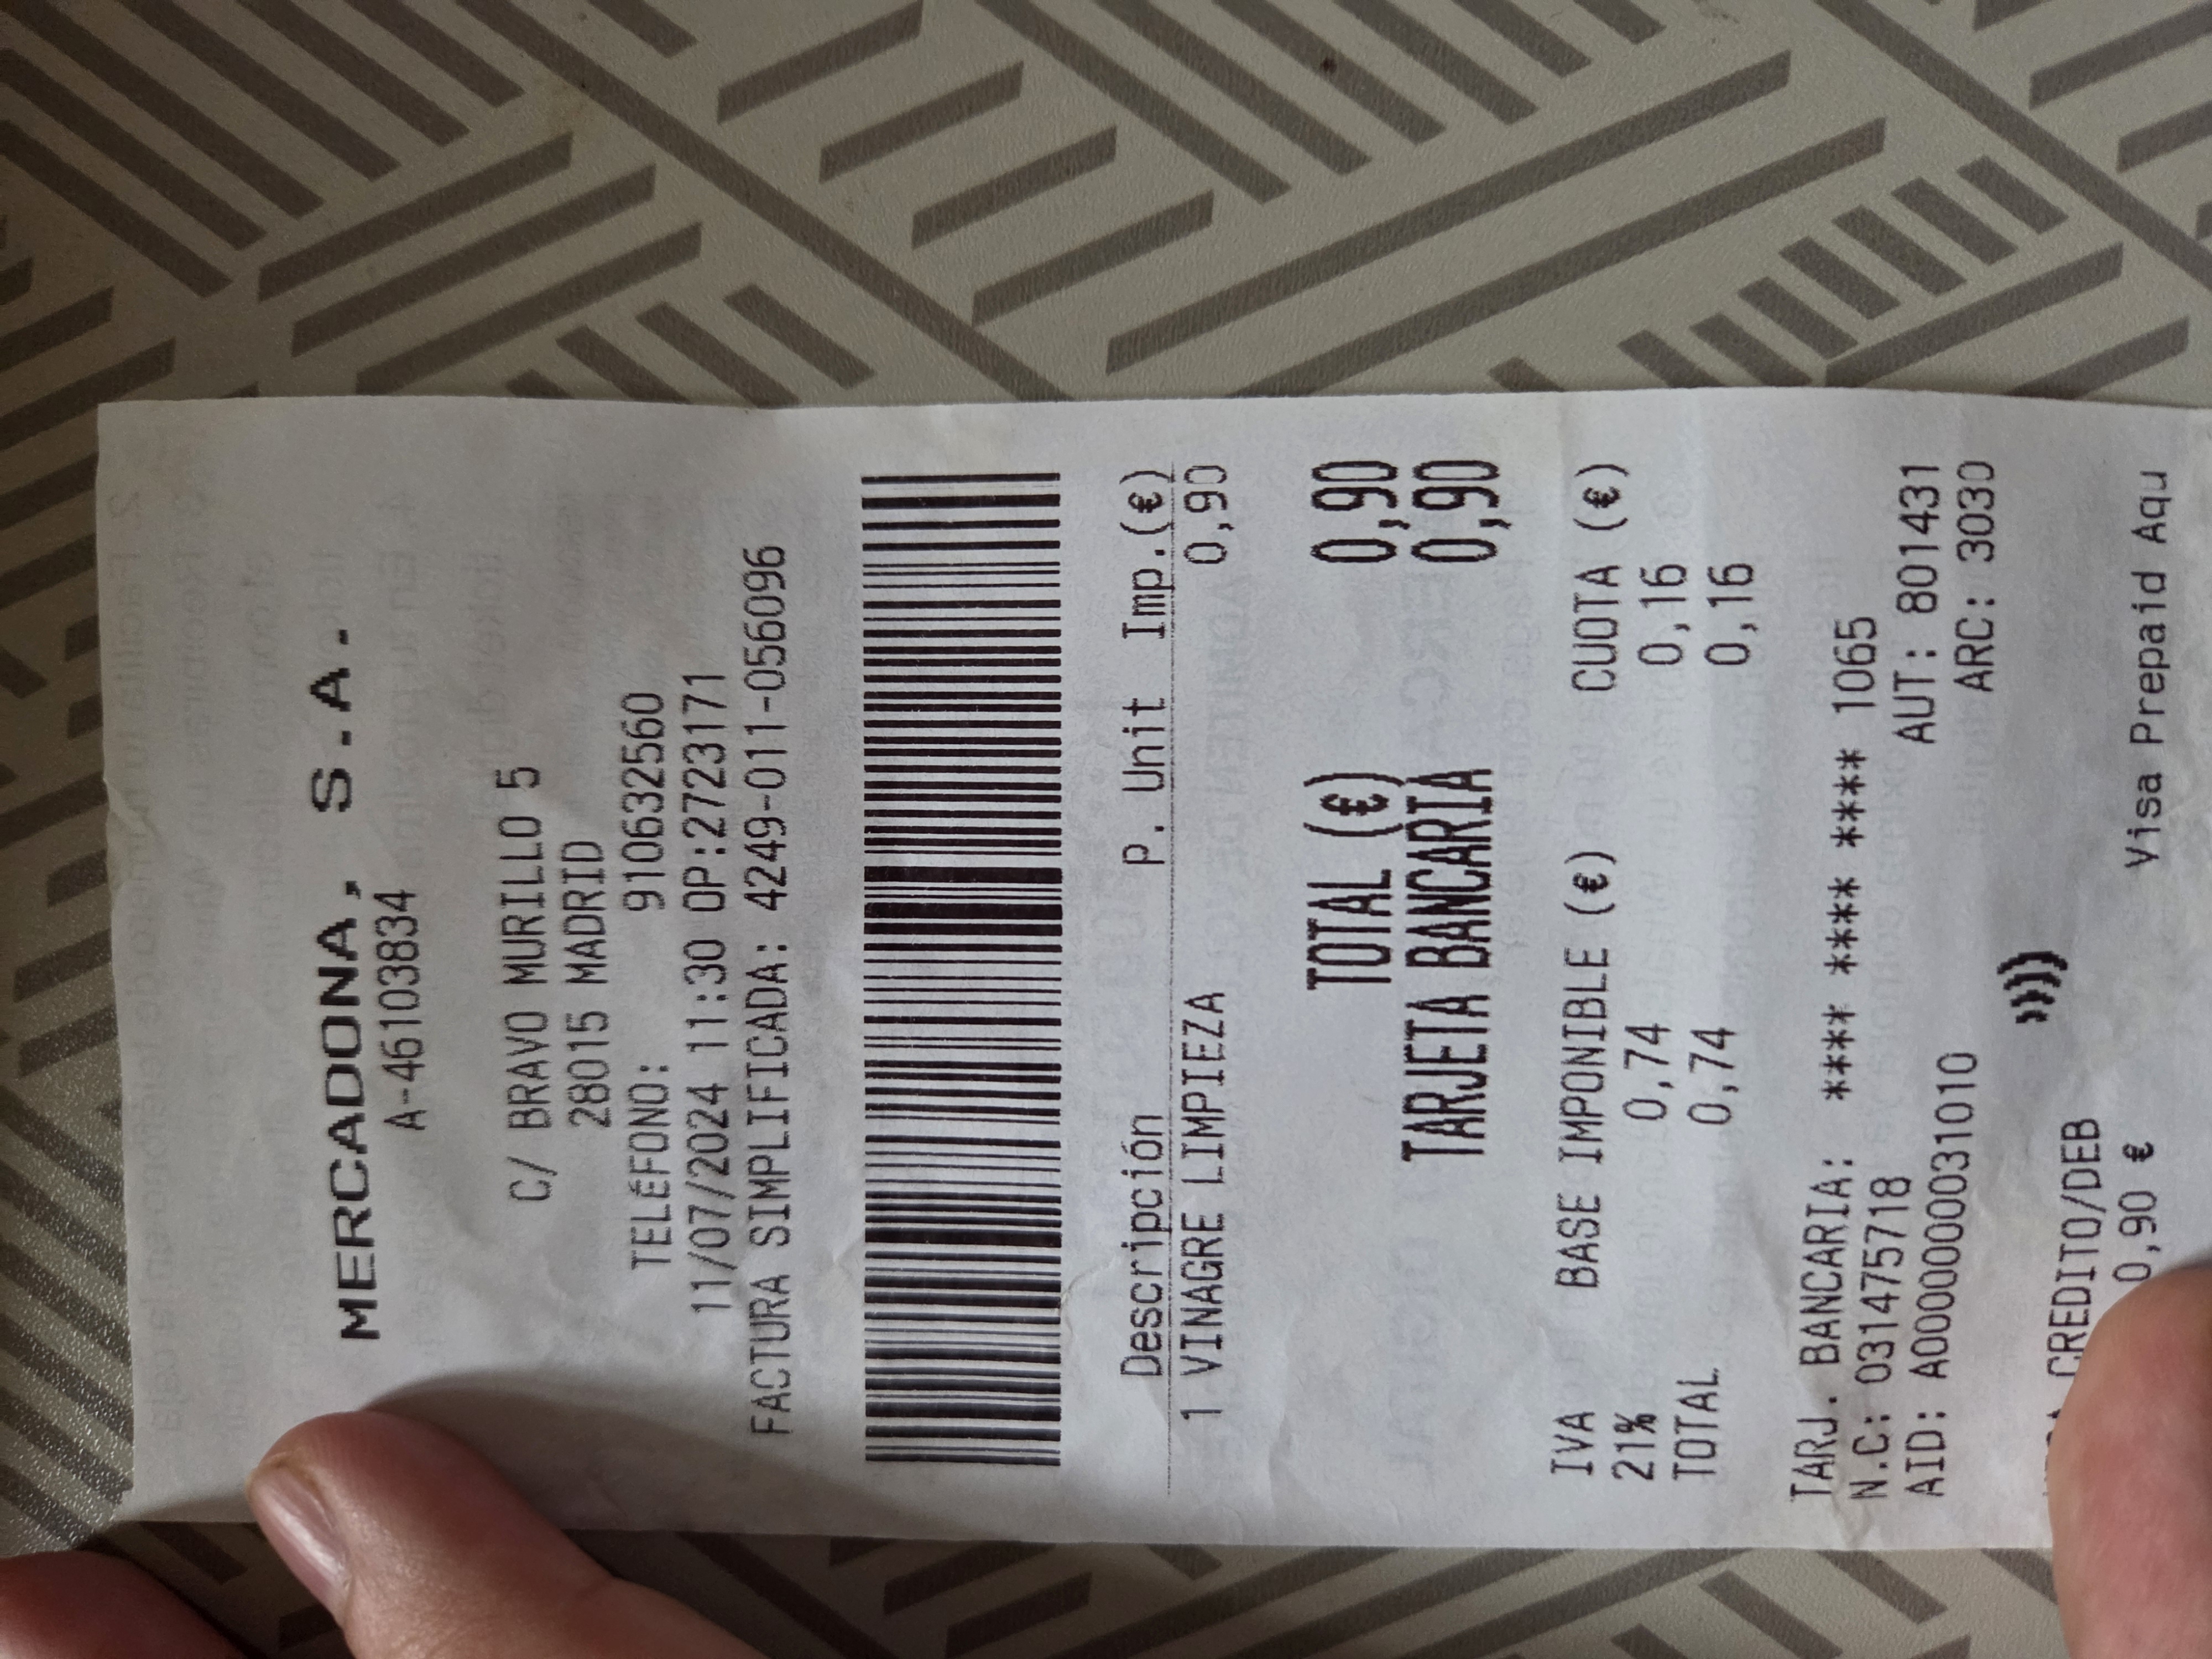 MERCADONA, S.A.
A-46103834
C/ BRAVO MURILLO 5
28015 MADRID
TELÉFONO: 910632560
11/07/2024 11:30 OP:2723171
FACTURA SIMPLIFICADA: 4249-011-056096
Descripción P. Unit Imp.(€)
1 VINAGRE LIMPIEZA 0,90
TOTAL (€) 0,90
TARJETA BANCARIA 0,90
IVA BASE IMPONIBLE (€) CUOTA (€)
21% 0,74 0,16
TOTAL 0,74 0,16
TARJ. BANCARIA: **** **** **** 1065
N.C: 031475718 AUT: 801431
AID: A0000000031010 ARC: 3030
CREDITO/DEB
0,90 € Visa Prepaid Aqu